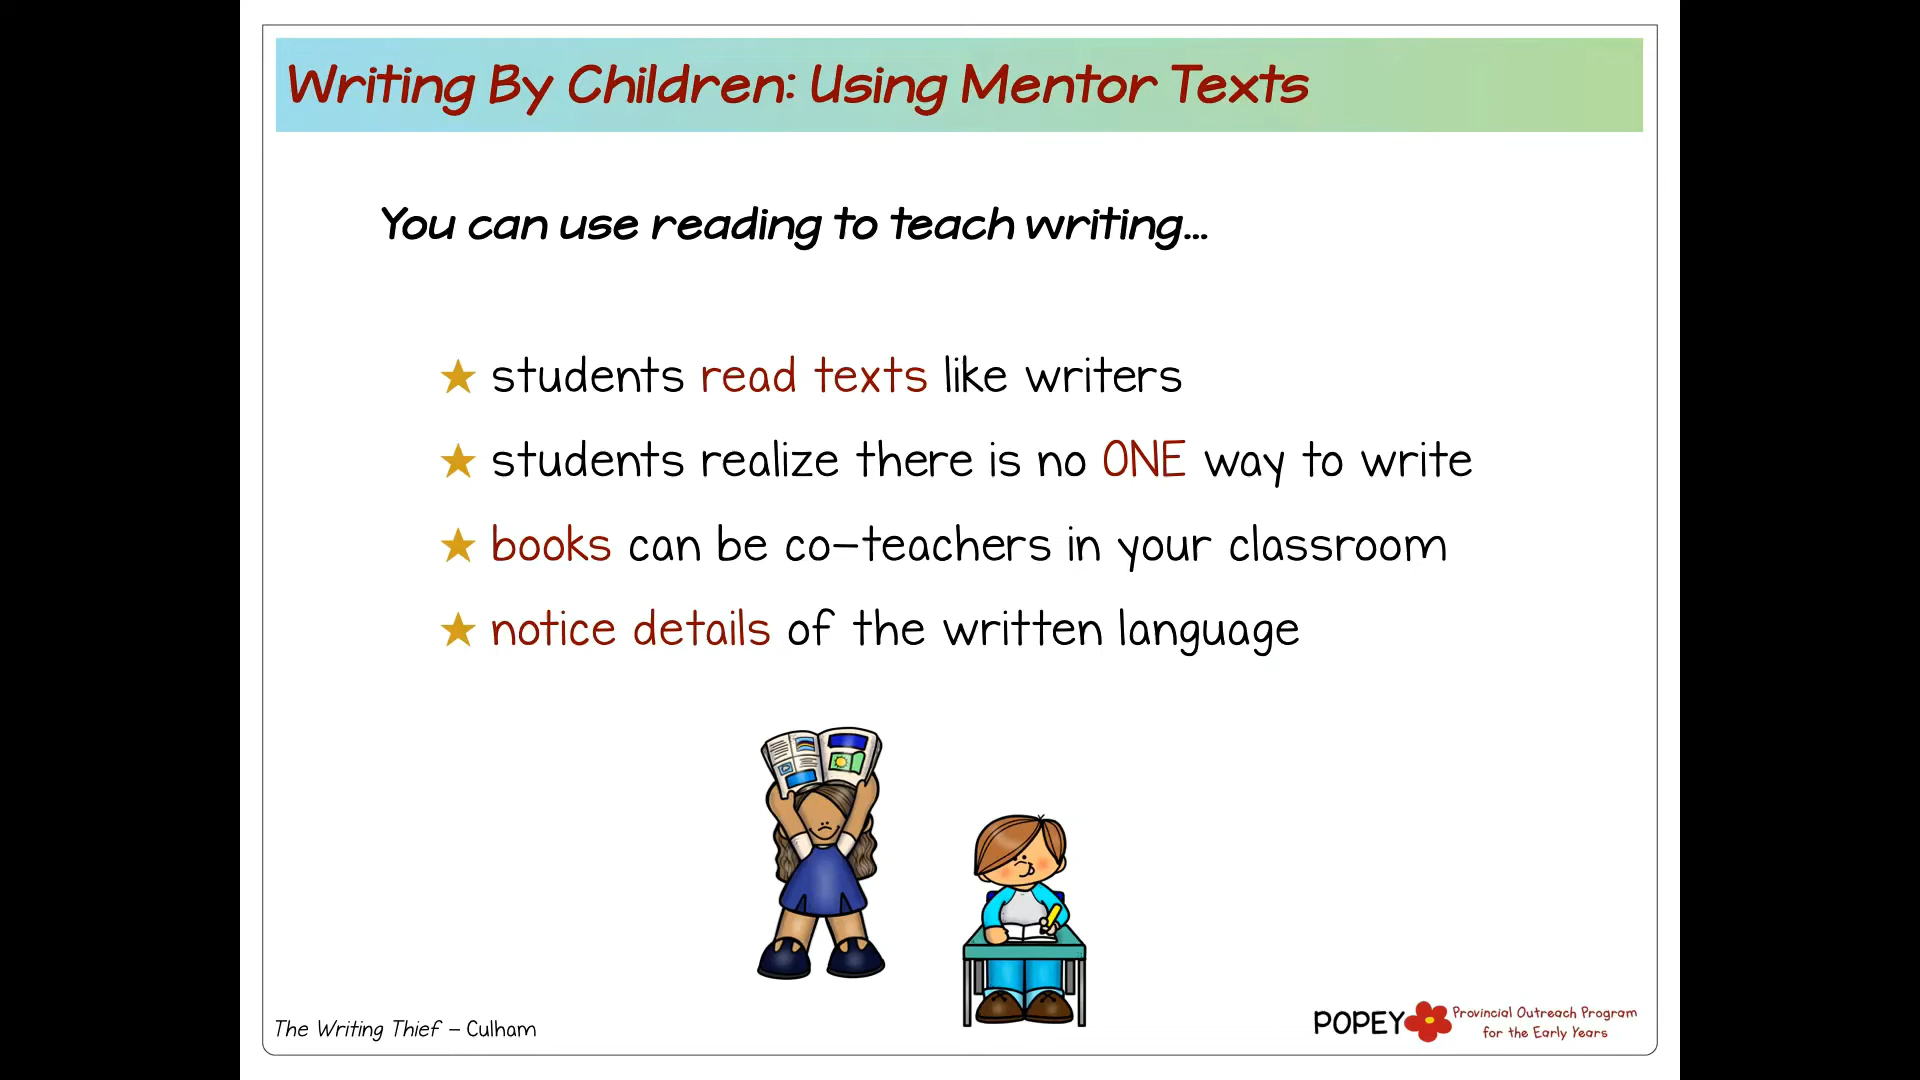 Writing By Children: Using Mentor Texts
You can use reading to teach writing...
★ students read texts like writers
★ students realize there is no ONE way to write
★ books can be co-teachers in your classroom
★ notice details of the written language
The Writing Thief - Culham
POPEY
Provincial Outreach Program
for the Early Years